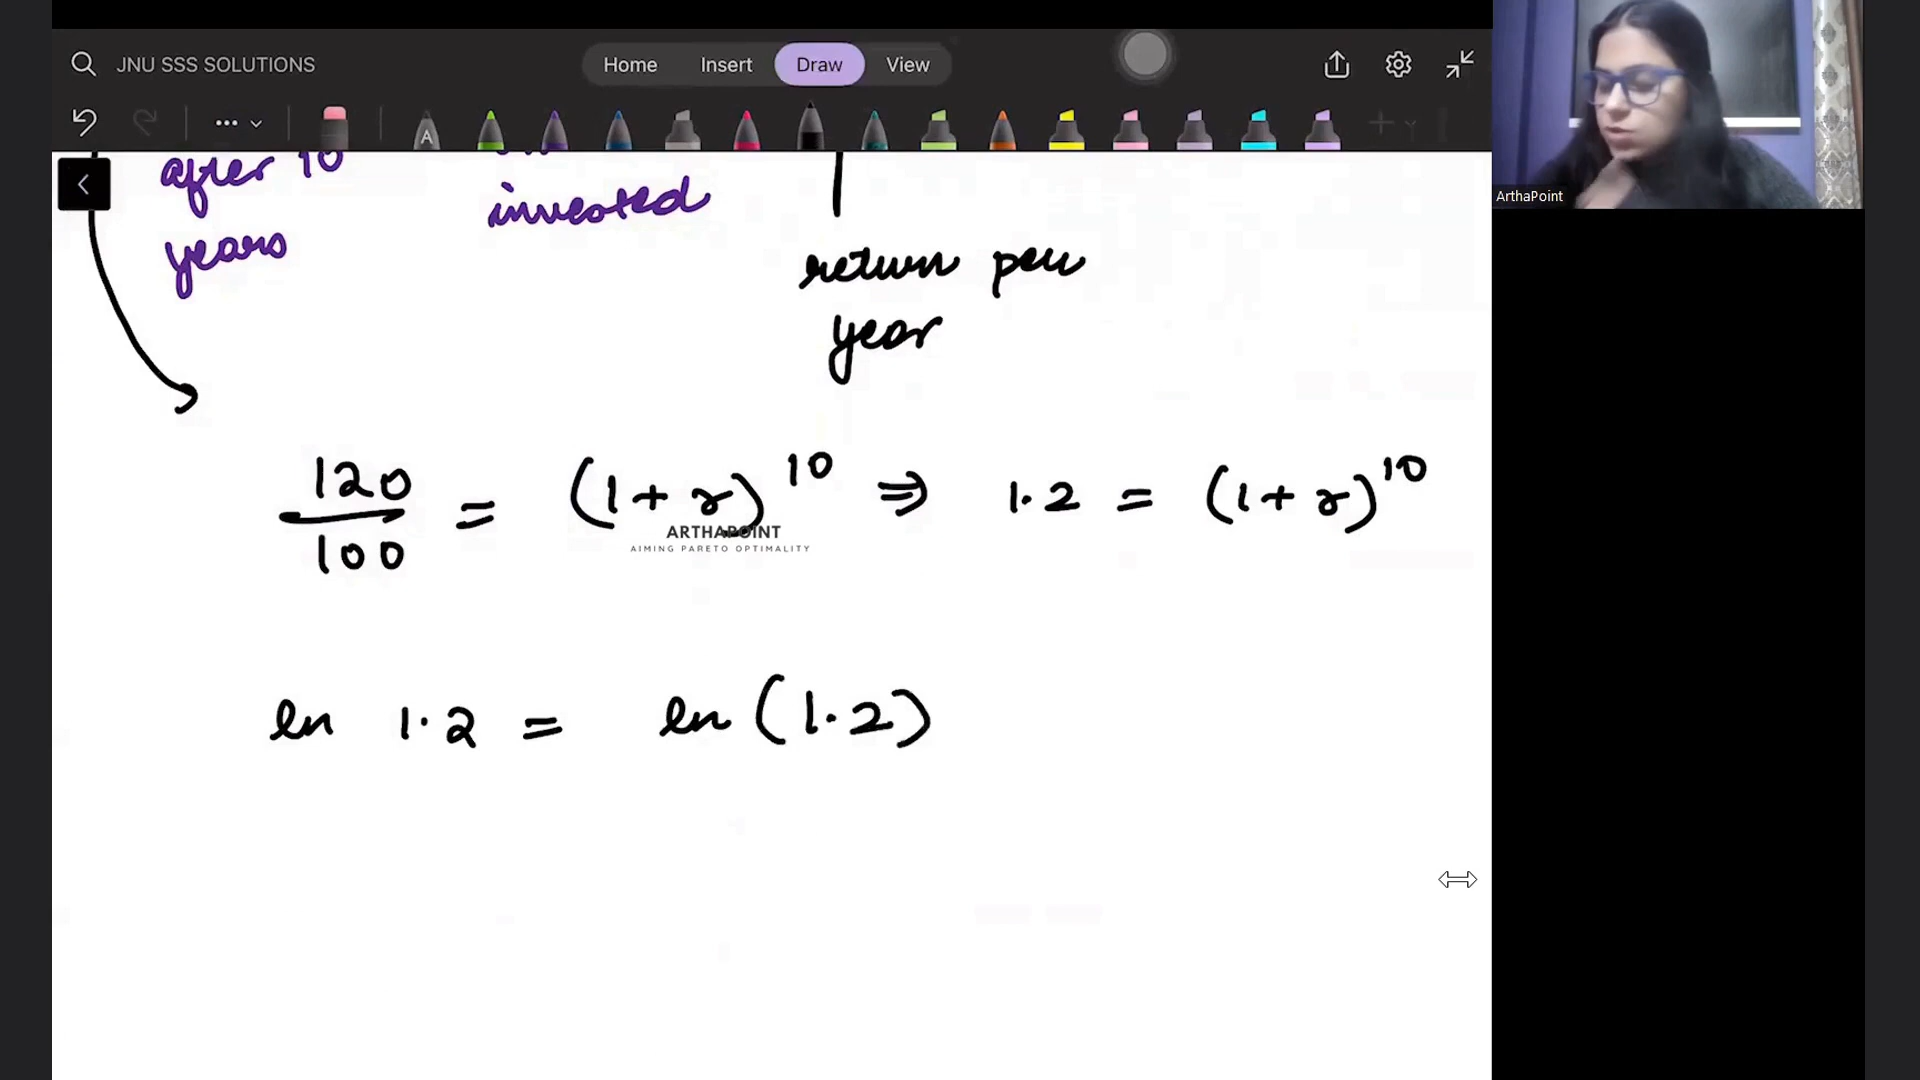 JNU SSS SOLUTIONS
Home Insert Draw View
A
ArthaPoint
after 10
years
invested
return per
year
120/100 = (1 + r)^10 ⇒ 1.2 = (1 + r)^10
ARTHAPOINT
AIMING PARETO OPTIMALITY
ln 1.2 = ln (1.2)